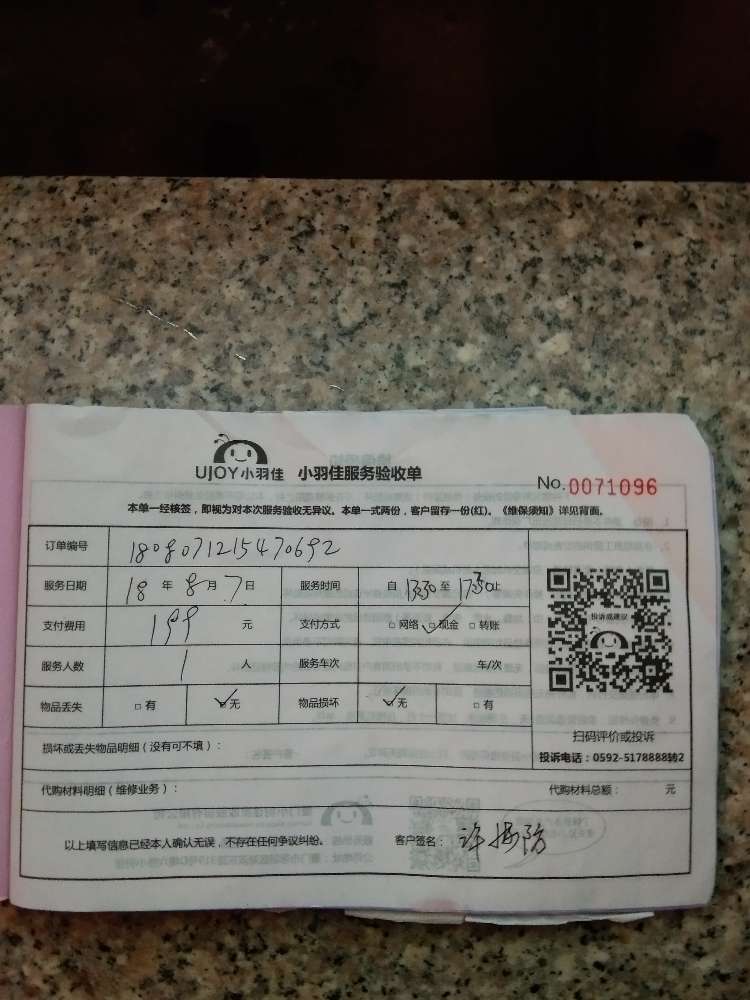 UJOY小羽佳 小羽佳服务验收单
No.0071096
本单一经核签，即视为对本次服务验收无异议。本单一式两份，客户留存一份(红)。《维保须知》详见背面。
订单编号 1808071215470692
服务日期 18 年 8 月 7 日 服务时间 自 13:30 至 17:30 止
支付费用 199 元 支付方式 □网络 ☑现金 □转账
服务人数 1 人 服务车次 车/次
物品丢失 □有 ☑无 物品损坏 ☑无 □有
损坏或丢失物品明细（没有可不填）：
投诉或建议
扫码评价或投诉
投诉电话：0592-5178888转2
代购材料明细（维修业务）： 代购材料总额： 元
以上填写信息已经本人确认无误，不存在任何争议纠纷。 客户签名：许